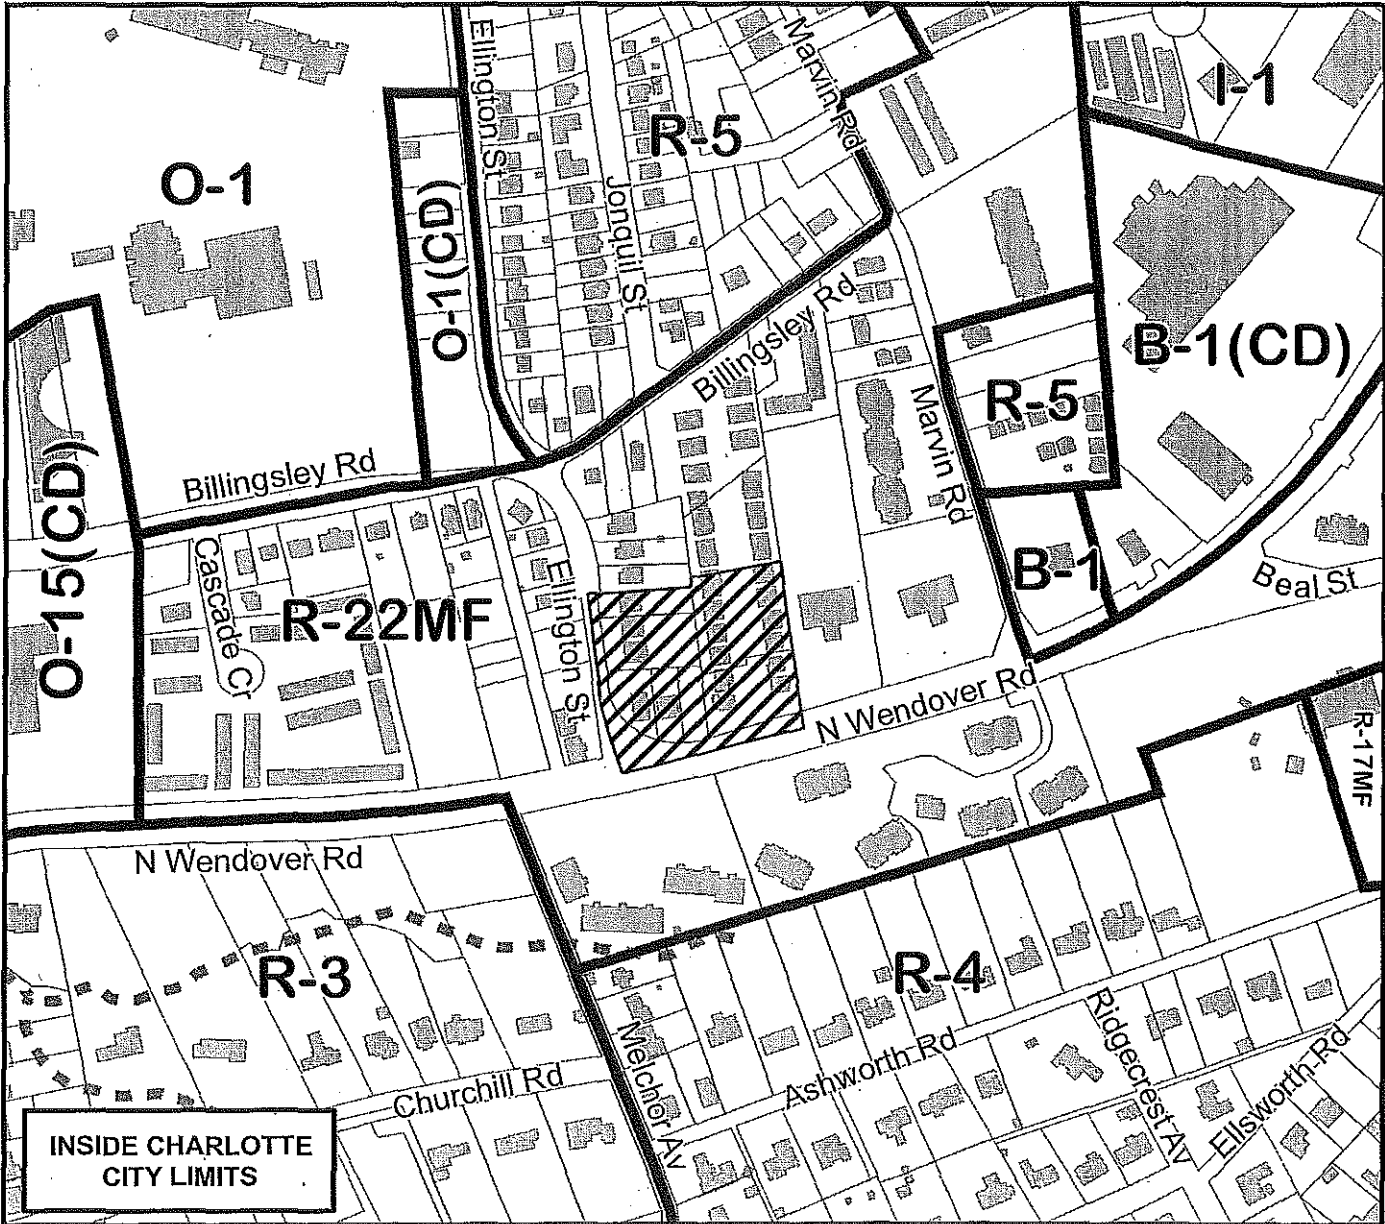 Ellington St
Marvin Rd
I-1
R-5
O-1
O-1(CD)
Jonquil St
Billingsley Rd
B-1(CD)
R-5
Marvin Rd
Billingsley Rd
O-15(CD)
Cascade Cr
R-22MF
Ellington St
B-1
Beal St
N Wendover Rd
R-17MF
N Wendover Rd
R-3
R-4
Melchor Av
Ashworth Rd
Ridgecrest Av
Ellsworth Rd
Churchill Rd
INSIDE CHARLOTTE
CITY LIMITS